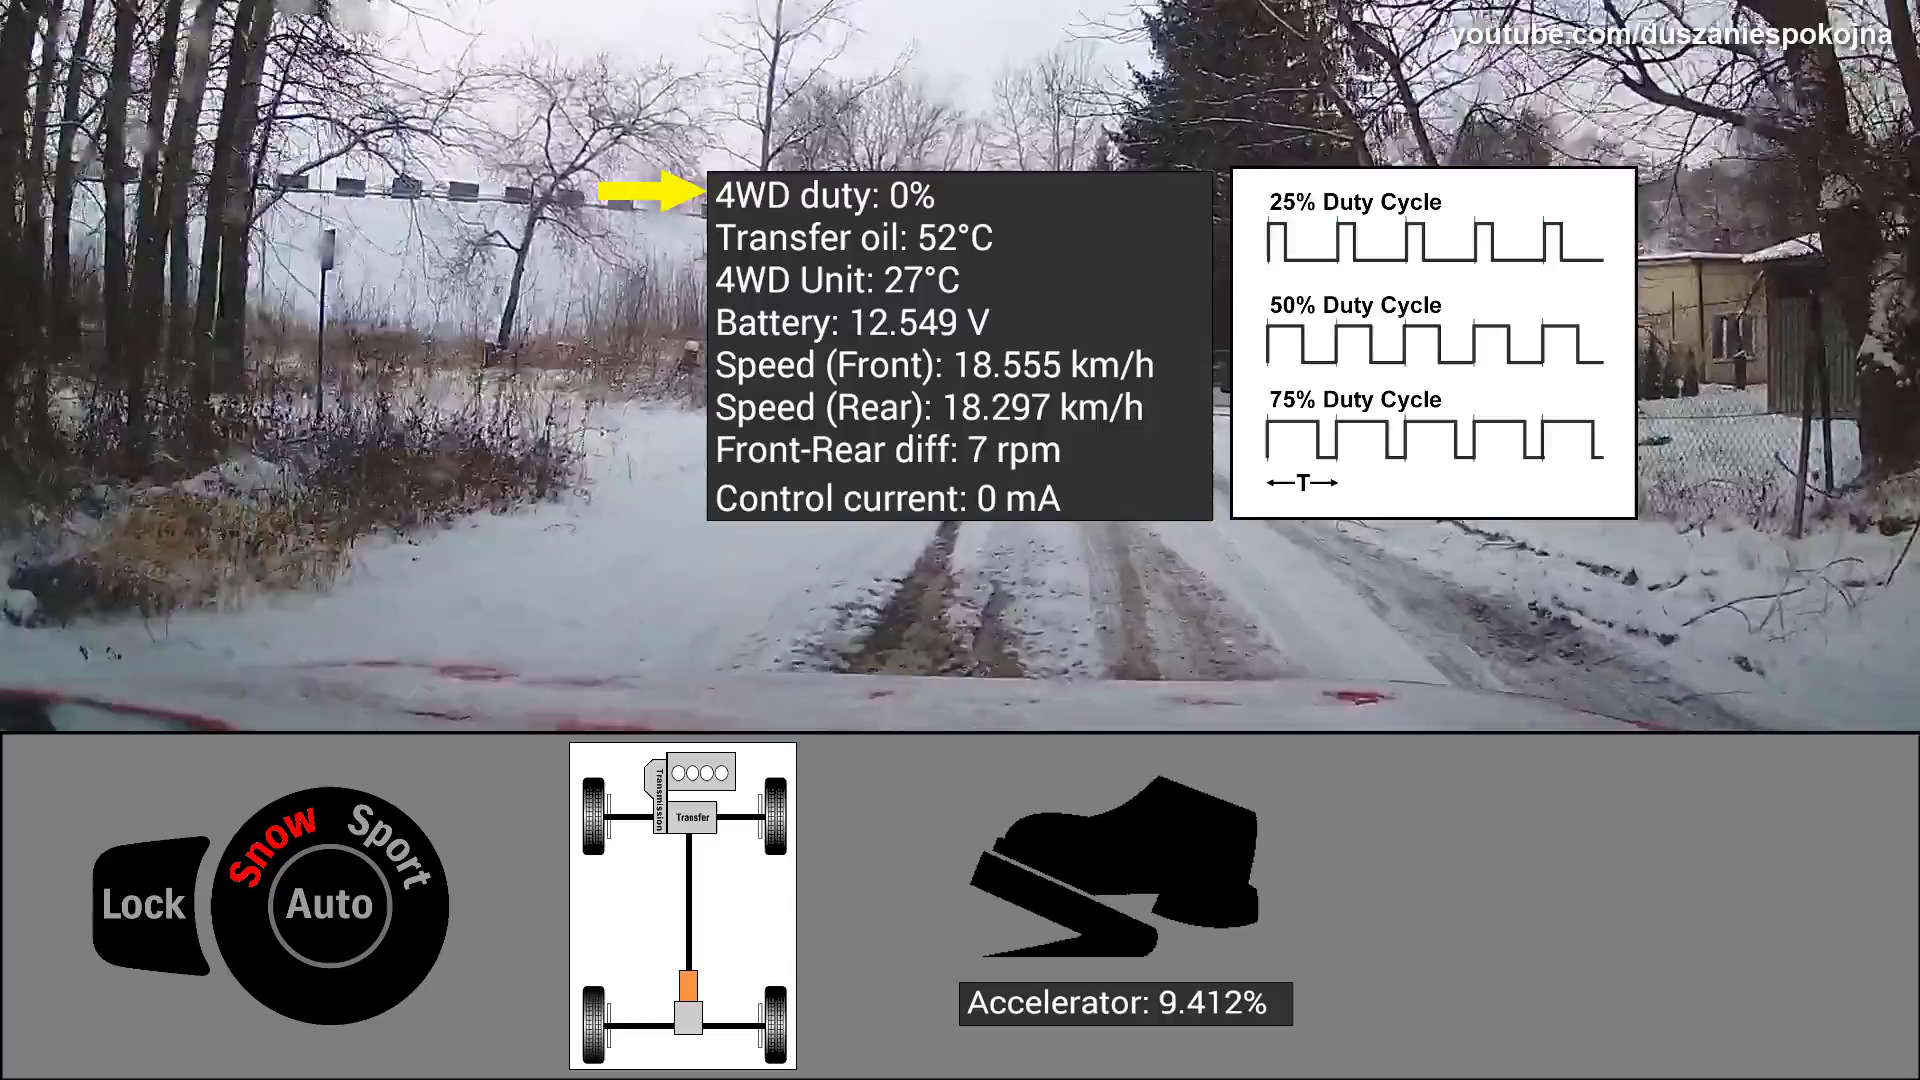 youtube.com/duszaniespokojna
4WD duty: 0%
Transfer oil: 52°C
4WD Unit: 27°C
Battery: 12.549 V
Speed (Front): 18.555 km/h
Speed (Rear): 18.297 km/h
Front-Rear diff: 7 rpm
Control current: 0 mA
25% Duty Cycle
50% Duty Cycle
75% Duty Cycle
T
Lock
Snow
Sport
Auto
Transmission
Transfer
Accelerator: 9.412%